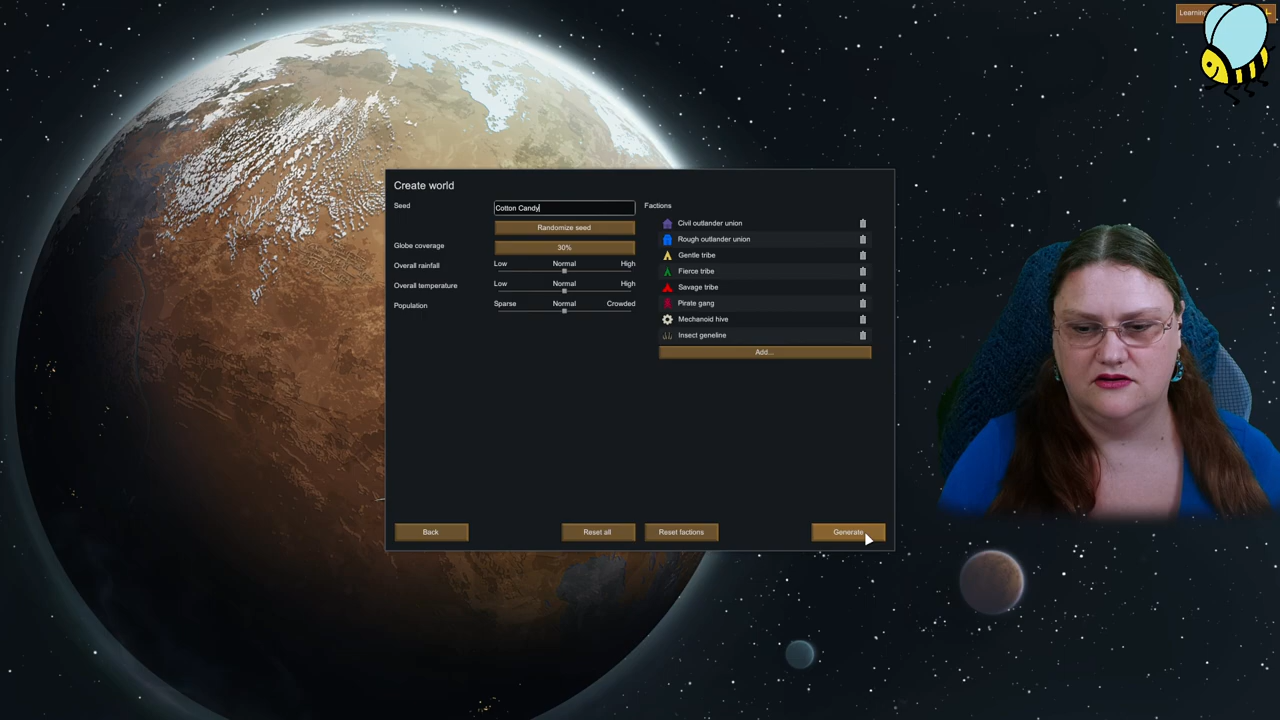 Learning
Create world
Seed
Cotton Candy
Randomize seed
Globe coverage
30%
Overall rainfall
Low
Normal
High
Overall temperature
Low
Normal
High
Population
Sparse
Normal
Crowded
Factions
Civil outlander union
Rough outlander union
Gentle tribe
Fierce tribe
Savage tribe
Pirate gang
Mechanoid hive
Insect geneline
Add...
Back
Reset all
Reset factions
Generate